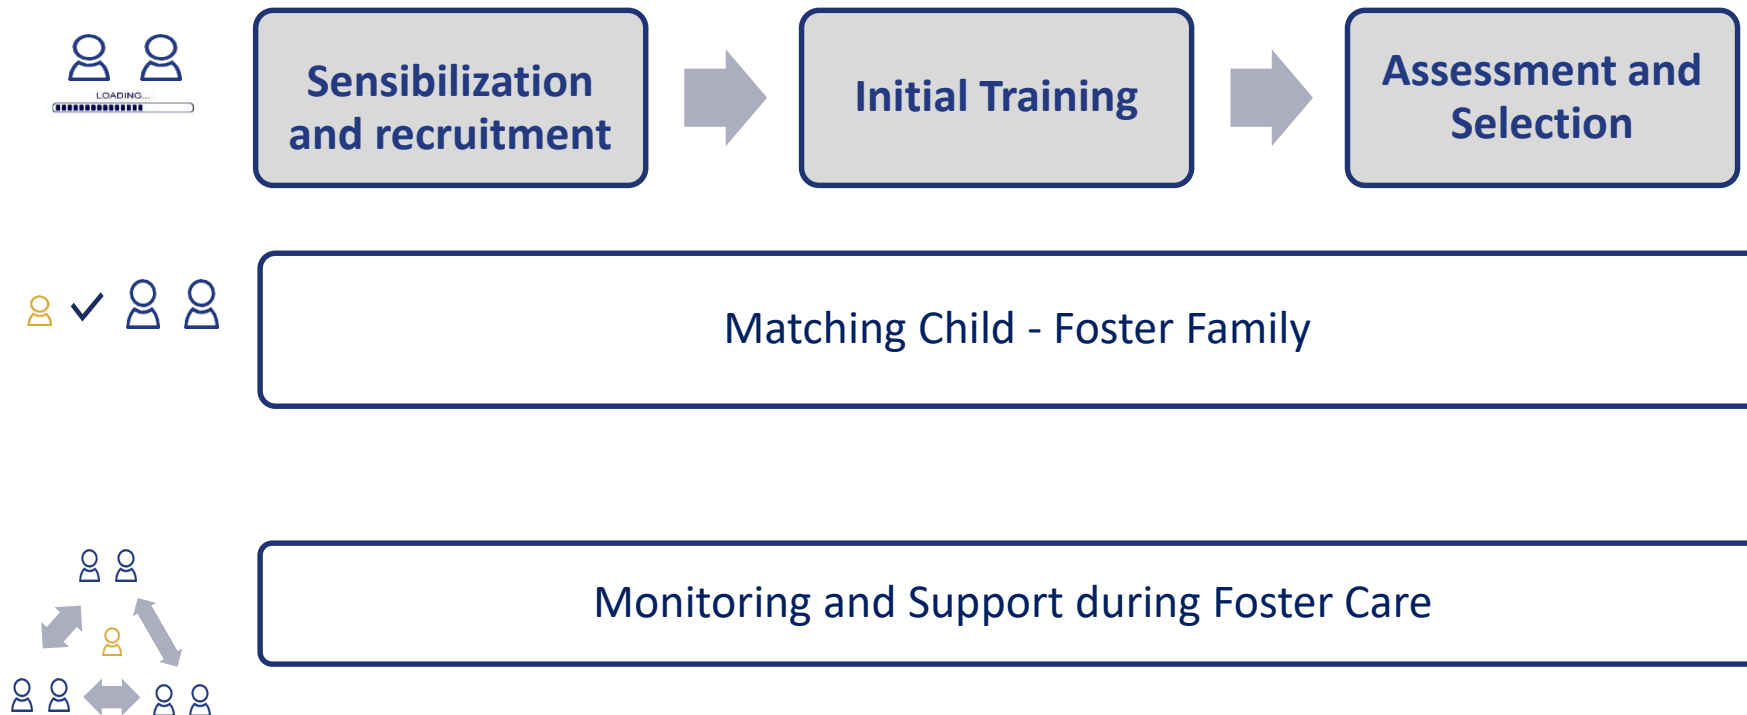 LOADING...
Sensibilization
and recruitment
Initial Training
Assessment and
Selection
Matching Child - Foster Family
Monitoring and Support during Foster Care